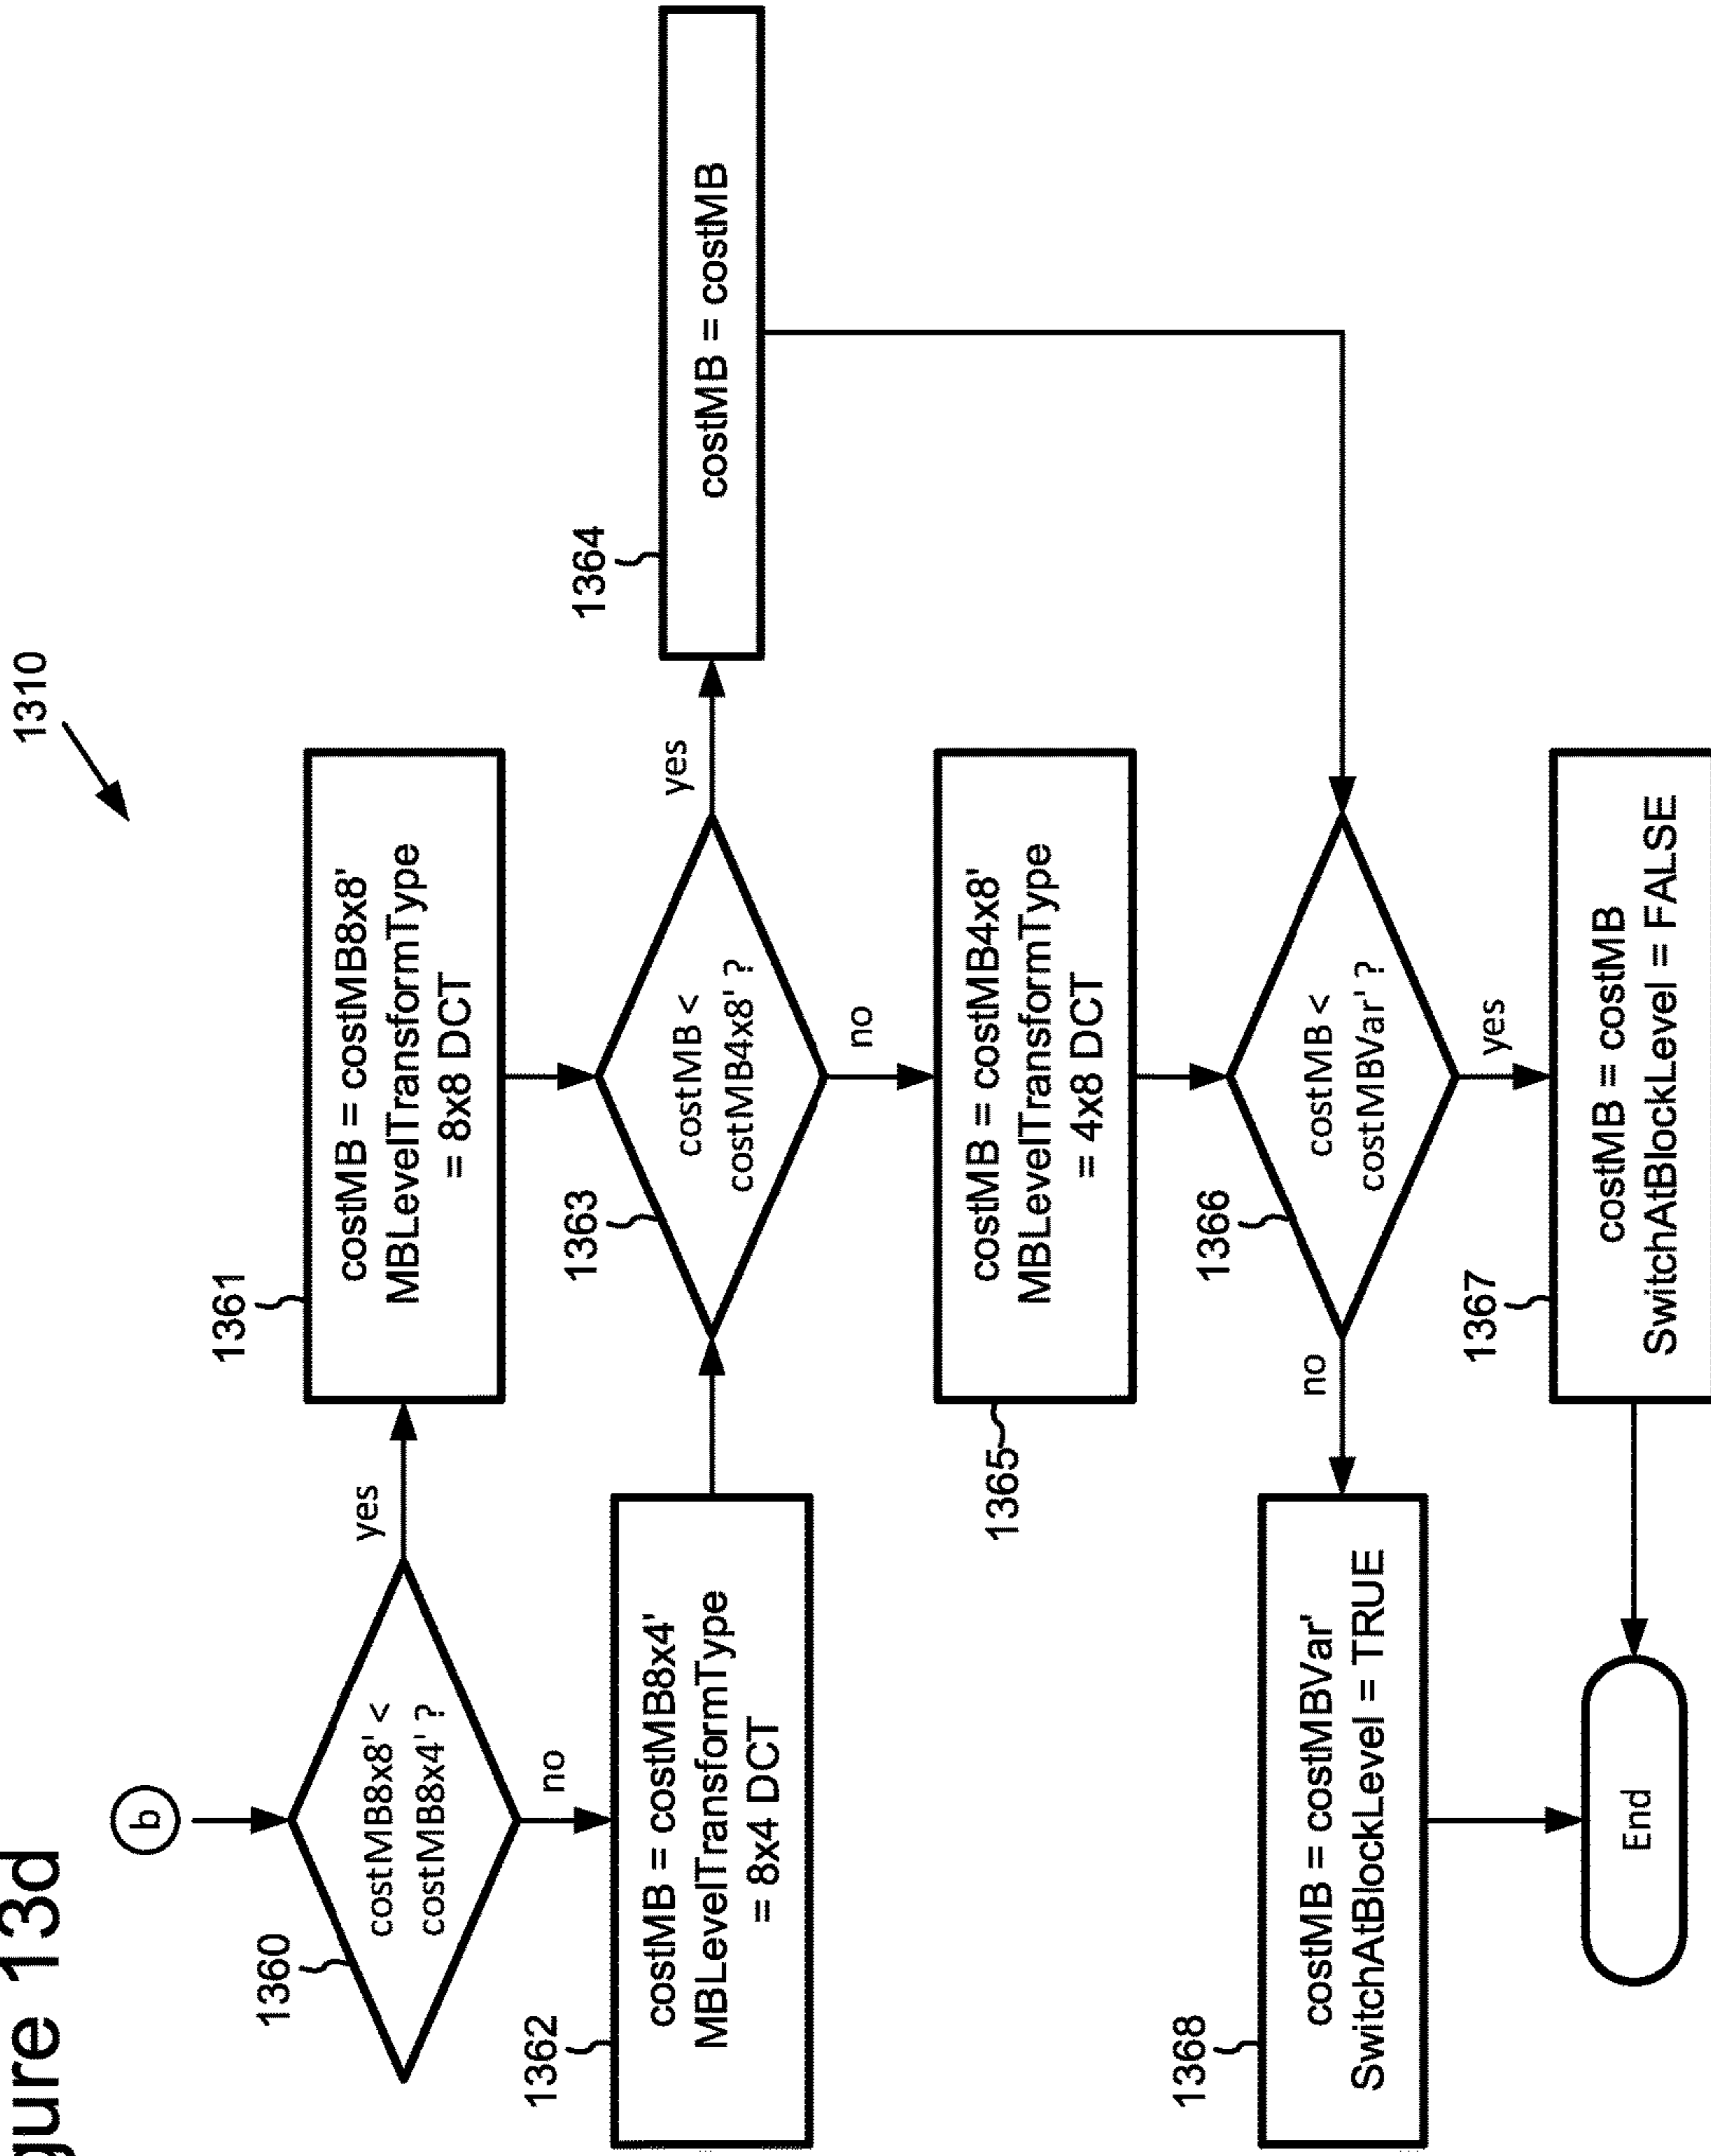 gure 13d
1310
b
1360
costMB8x8' <
costMB8x4' ?
yes
no
1361
costMB = costMB8x8'
MBLevelTransformType
= 8x8 DCT
1362
costMB = costMB8x4'
MBLevelTransformType
= 8x4 DCT
1363
costMB <
costMB4x8' ?
yes
no
1364
costMB = costMB
1365
costMB = costMB4x8'
MBLevelTransformType
= 4x8 DCT
1366
costMB <
costMBVar' ?
no
yes
1368
costMB = costMBVar'
SwitchAtBlockLevel = TRUE
1367
costMB = costMB
SwitchAtBlockLevel = FALSE
End